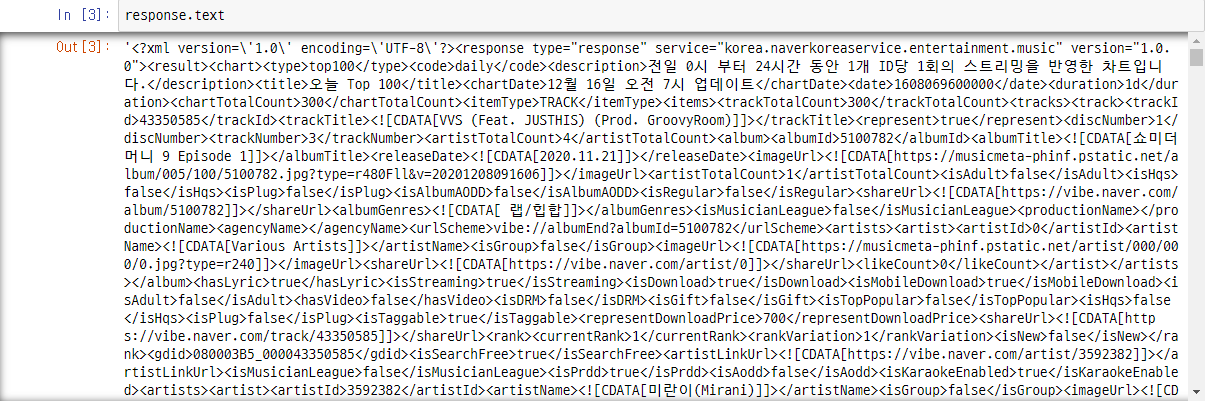 In [3]: response.text
Out[3]: '<?xml version=\'1.0\' encoding=\'UTF-8\'?><response type="response" service="korea.naverkoreaservice.entertainment.music" version="1.0.
0"><result><chart><type>top100</type><code>daily</code><description>전일 0시 부터 24시간 동안 1개 ID당 1회의 스트리밍을 반영한 차트입니
다.</description><title>오늘 Top 100</title><chartDate>12월 16일 오전 7시 업데이트</chartDate><date>1608069600000</date><duration>1d</dur
ation><chartTotalCount>300</chartTotalCount><itemType>TRACK</itemType><items><trackTotalCount>300</trackTotalCount><tracks><track><trackI
d>43350585</trackId><trackTitle><![CDATA[VVS (Feat. JUSTHIS) (Prod. GroovyRoom)]]></trackTitle><represent>true</represent><discNumber>1</
discNumber><trackNumber>3</trackNumber><artistTotalCount>4</artistTotalCount><album><albumId>5100782</albumId><albumTitle><![CDATA[쇼미더
머니 9 Episode 1]]></albumTitle><releaseDate><![CDATA[2020.11.21]]></releaseDate><imageUrl><![CDATA[https://musicmeta-phinf.pstatic.net/a
lbum/005/100/5100782.jpg?type=r480Fll&v=20201208091606]]></imageUrl><artistTotalCount>1</artistTotalCount><isAdult>false</isAdult><isHqs>
false</isHqs><isPlug>false</isPlug><isAlbumAODD>false</isAlbumAODD><isRegular>false</isRegular><shareUrl><![CDATA[https://vibe.naver.com/
album/5100782]]></shareUrl><albumGenres><![CDATA[ 랩/힙합]]></albumGenres><isMusicianLeague>false</isMusicianLeague><productionName></pr
oductionName><agencyName></agencyName><urlScheme>vibe://albumEnd?albumId=5100782</urlScheme><artists><artist><artistId>0</artistId><artist
Name><![CDATA[Various Artists]]></artistName><isGroup>false</isGroup><imageUrl><![CDATA[https://musicmeta-phinf.pstatic.net/artist/000/00
0/0.jpg?type=r240]]></imageUrl><shareUrl><![CDATA[https://vibe.naver.com/artist/0]]></shareUrl><likeCount>0</likeCount></artist></artists
></album><hasLyric>true</hasLyric><isStreaming>true</isStreaming><isDownload>true</isDownload><isMobileDownload>true</isMobileDownload><i
sAdult>false</isAdult><hasVideo>false</hasVideo><isDRM>false</isDRM><isGift>false</isGift><isTopPopular>false</isTopPopular><isHqs>false
</isHqs><isPlug>false</isPlug><isTaggable>true</isTaggable><representDownloadPrice>700</representDownloadPrice><shareUrl><![CDATA[http
s://vibe.naver.com/track/43350585]]></shareUrl><rank><currentRank>1</currentRank><rankVariation>1</rankVariation><isNew>false</isNew></ra
nk><gdid>080003B5_000043350585</gdid><isSearchFree>true</isSearchFree><artistLinkUrl><![CDATA[https://vibe.naver.com/artist/3592382]]></a
rtistLinkUrl><isMusicianLeague>false</isMusicianLeague><isPrdd>true</isPrdd><isAodd>false</isAodd><isKaraokeEnabled>true</isKaraokeEnable
d><artists><artist><artistId>3592382</artistId><artistName><![CDATA[미란이(Mirani)]]></artistName><isGroup>false</isGroup><imageUrl><![CD